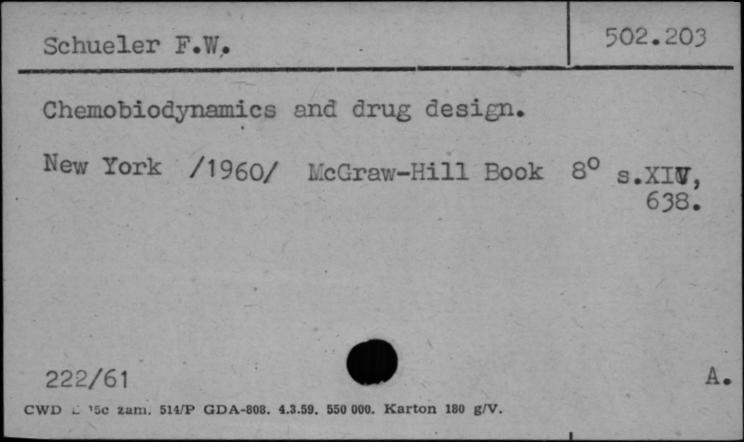 Schueler F.W. 502.203
Chemobiodynamics and drug design.
New York /1960/ McGraw-Hill Book 8° s.XIV,
638.
222/61 A.
CWD zam. 514/P GDA-808. 4.3.59. 550 000. Karton 180 g/V.